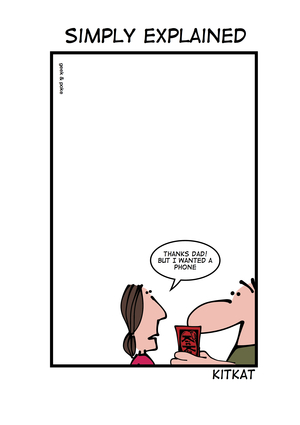 SIMPLY EXPLAINED
geek & poke
THANKS DAD!
BUT I WANTED A
PHONE
KITKAT